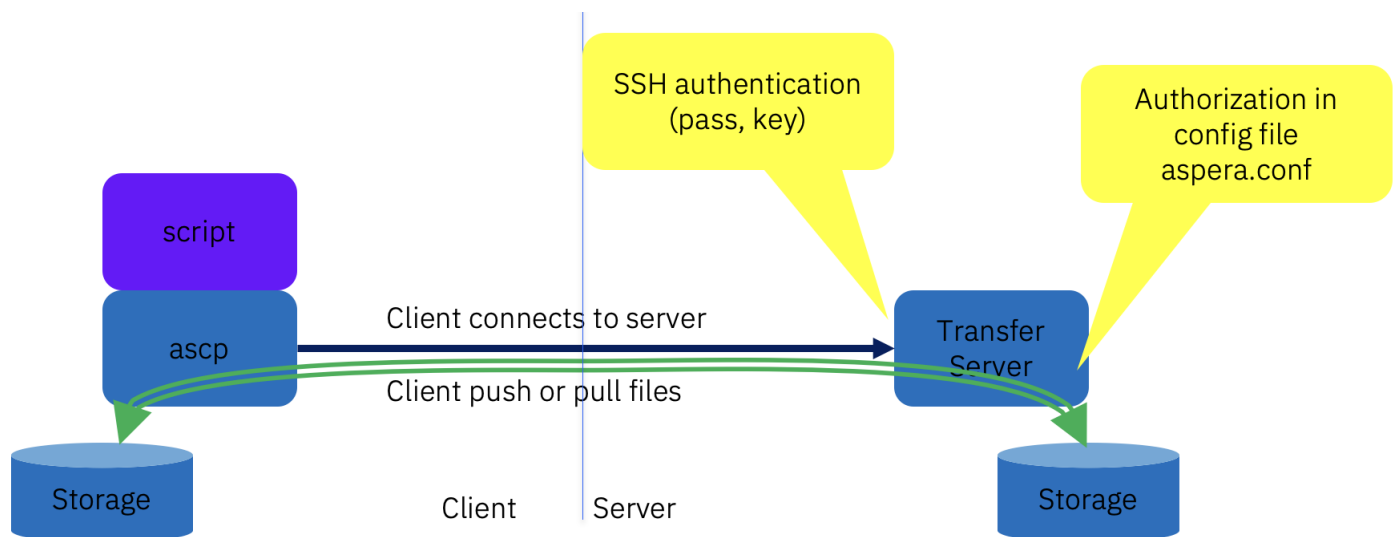 SSH authentication
(pass, key)
Authorization in
config file
aspera.conf
script
Client connects to server
ascp
Transfer
Server
Client push or pull files
Storage
Client
Server
Storage